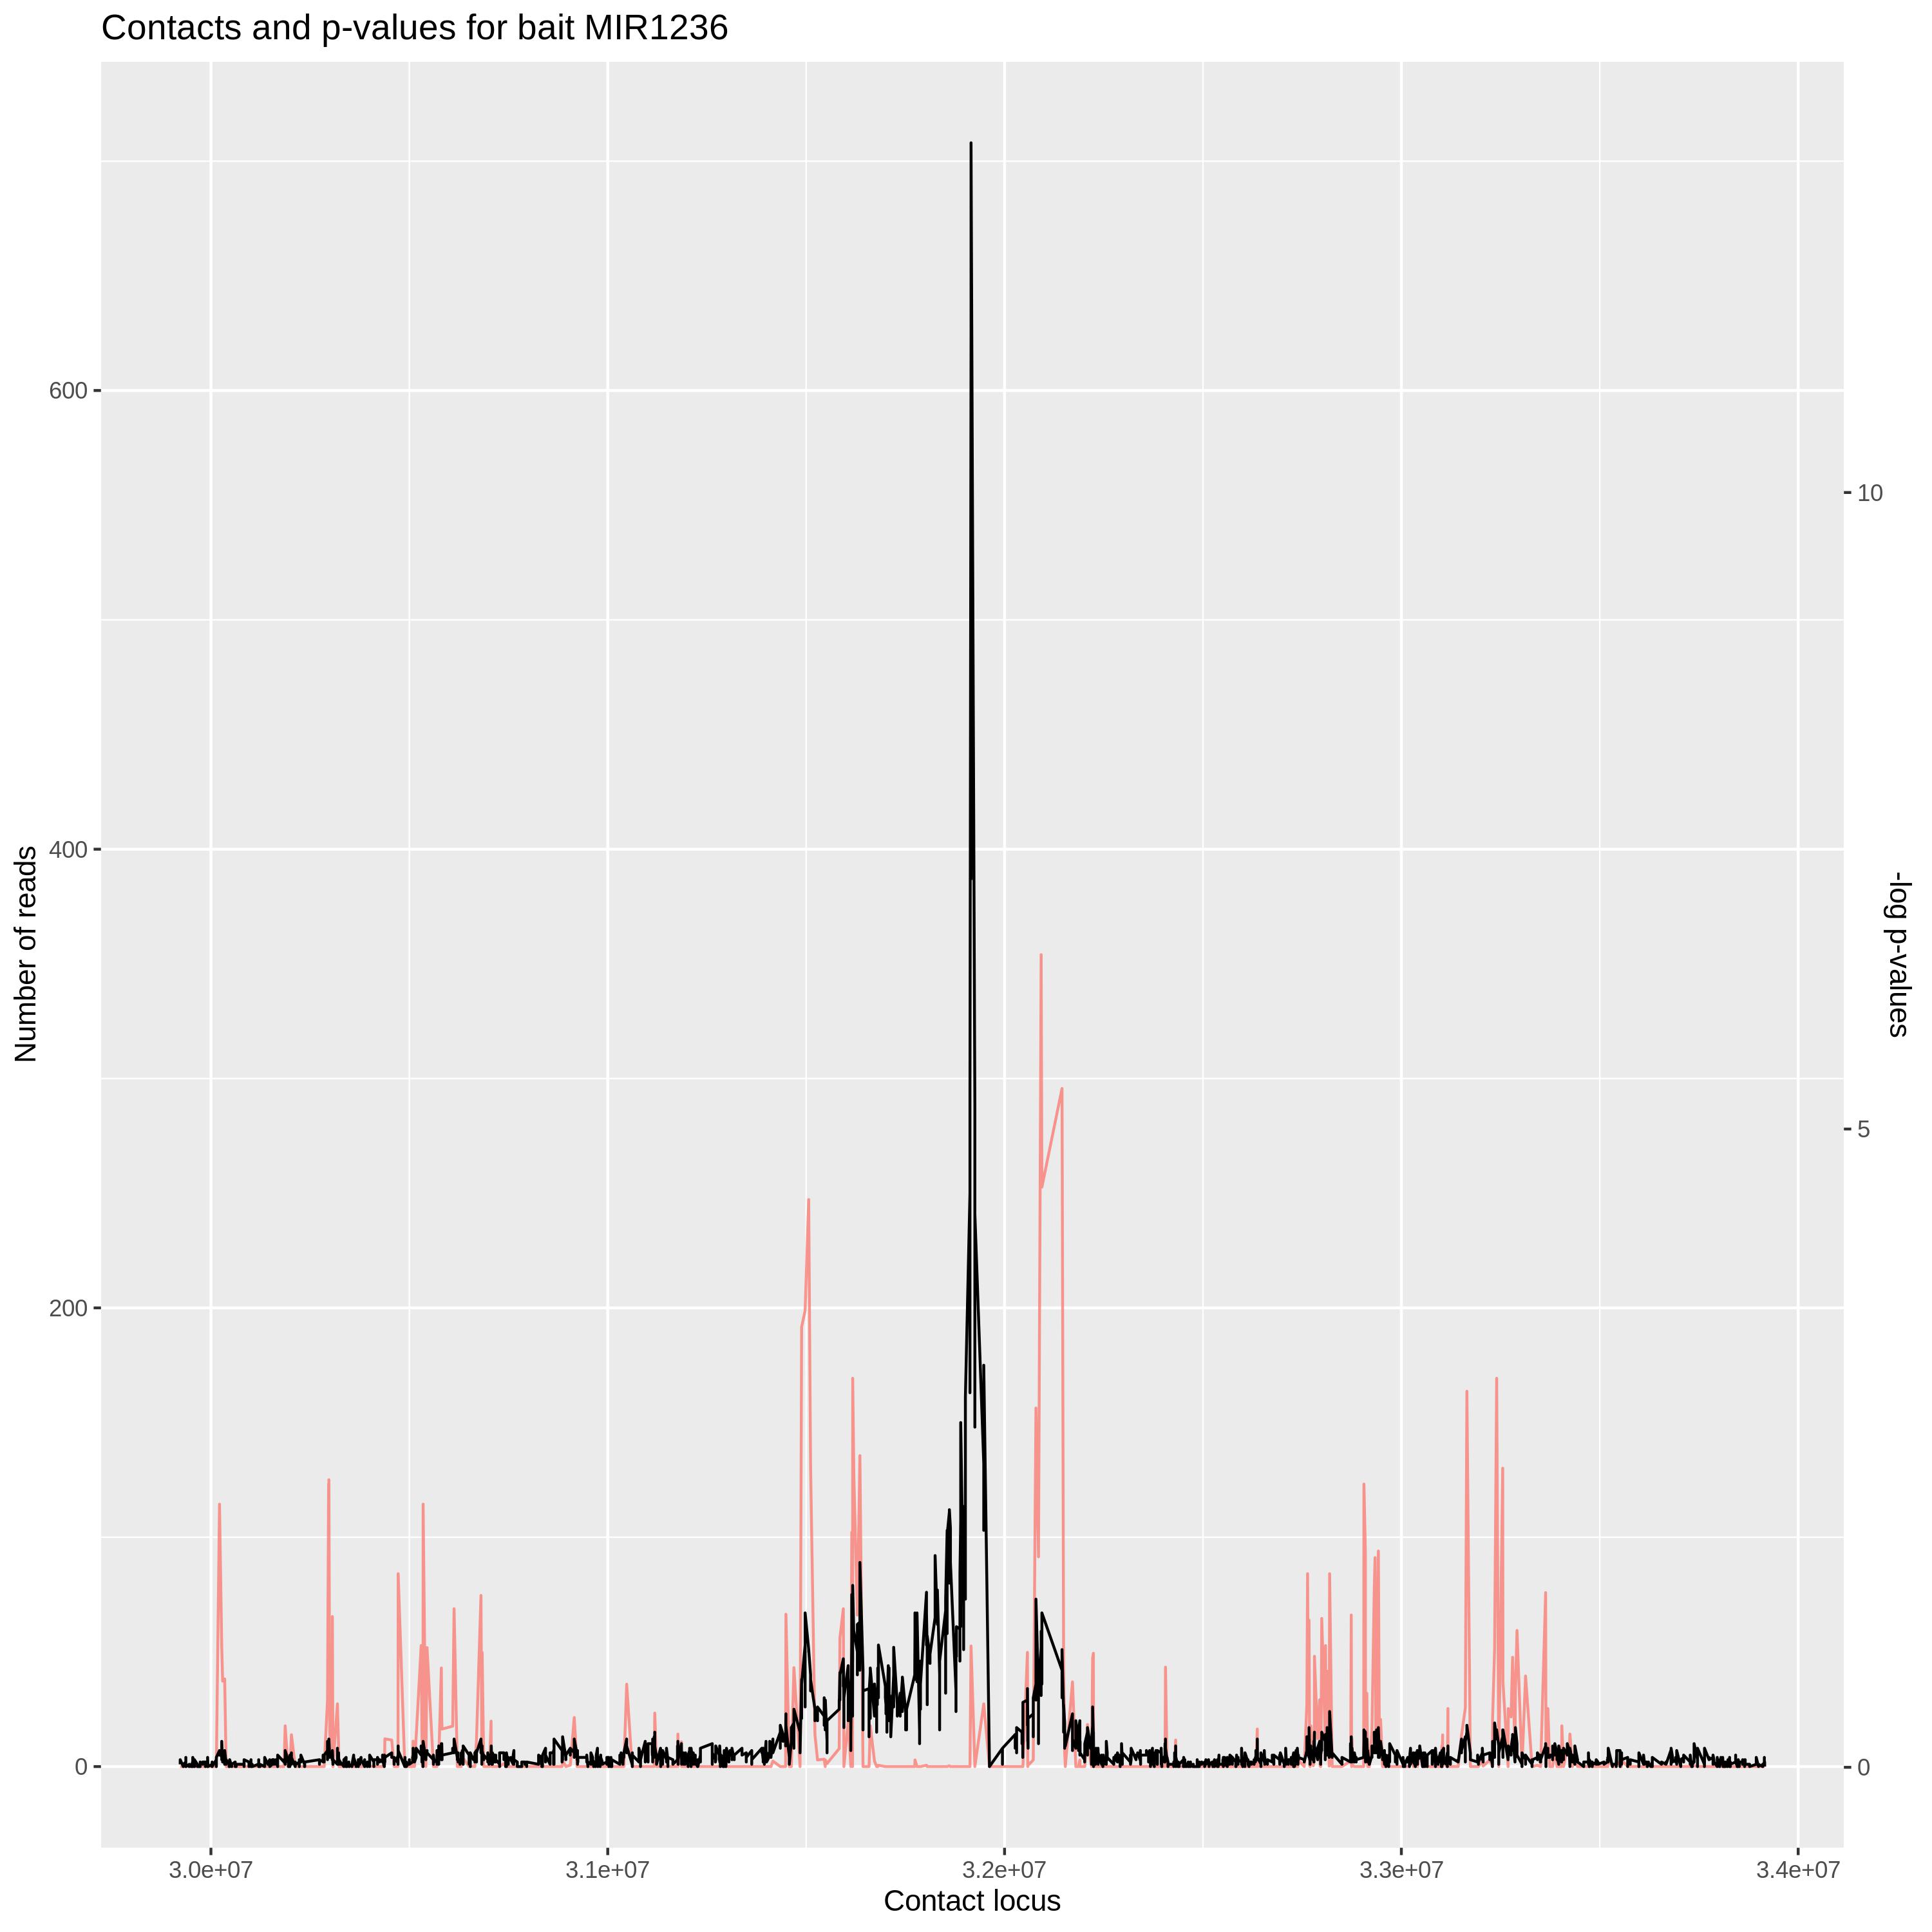 Contacts and p-values for bait MIR1236
600
400
200
0
Number of reads
10
5
0
-log p-values
3.0e+07
3.1e+07
3.2e+07
3.3e+07
3.4e+07
Contact locus